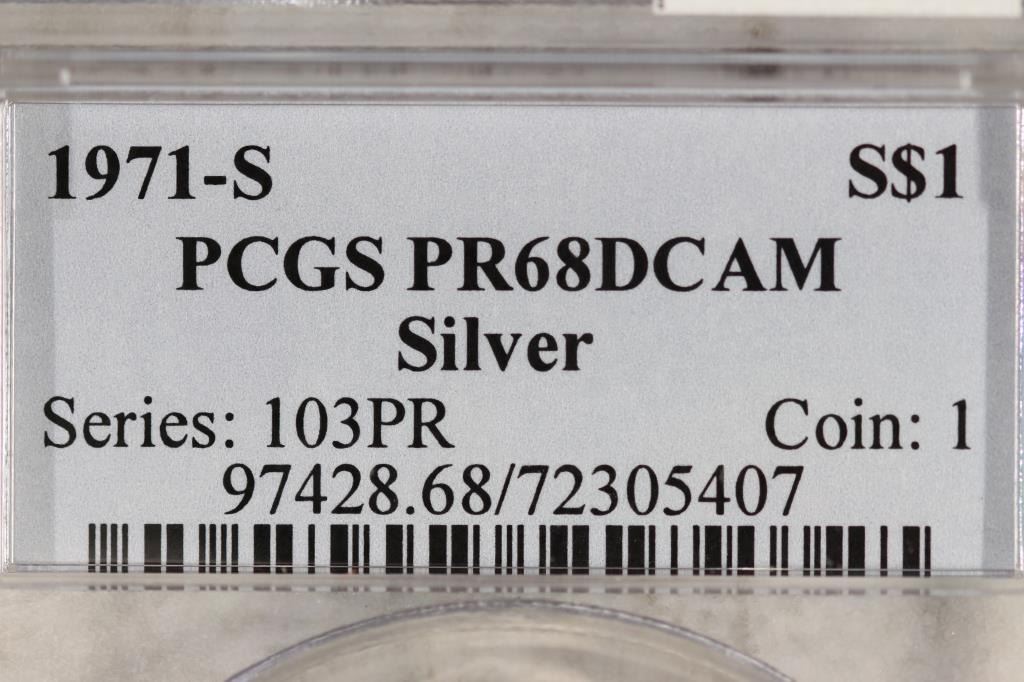 1971-S S$1
PCGS PR68DCAM
Silver
Series: 103PR Coin: 1
97428.68/72305407